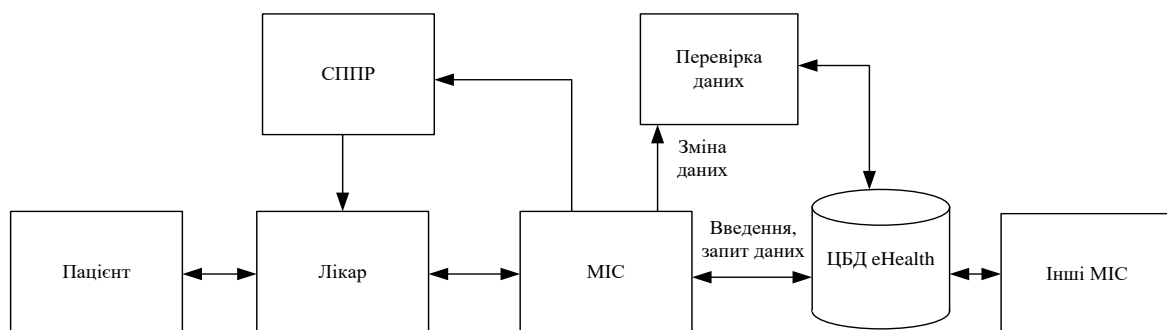 СППР
Перевірка
даних
Зміна
даних
Пацієнт
Лікар
МІС
Введення,
запит даних
ЦБД eHealth
Інші МІС